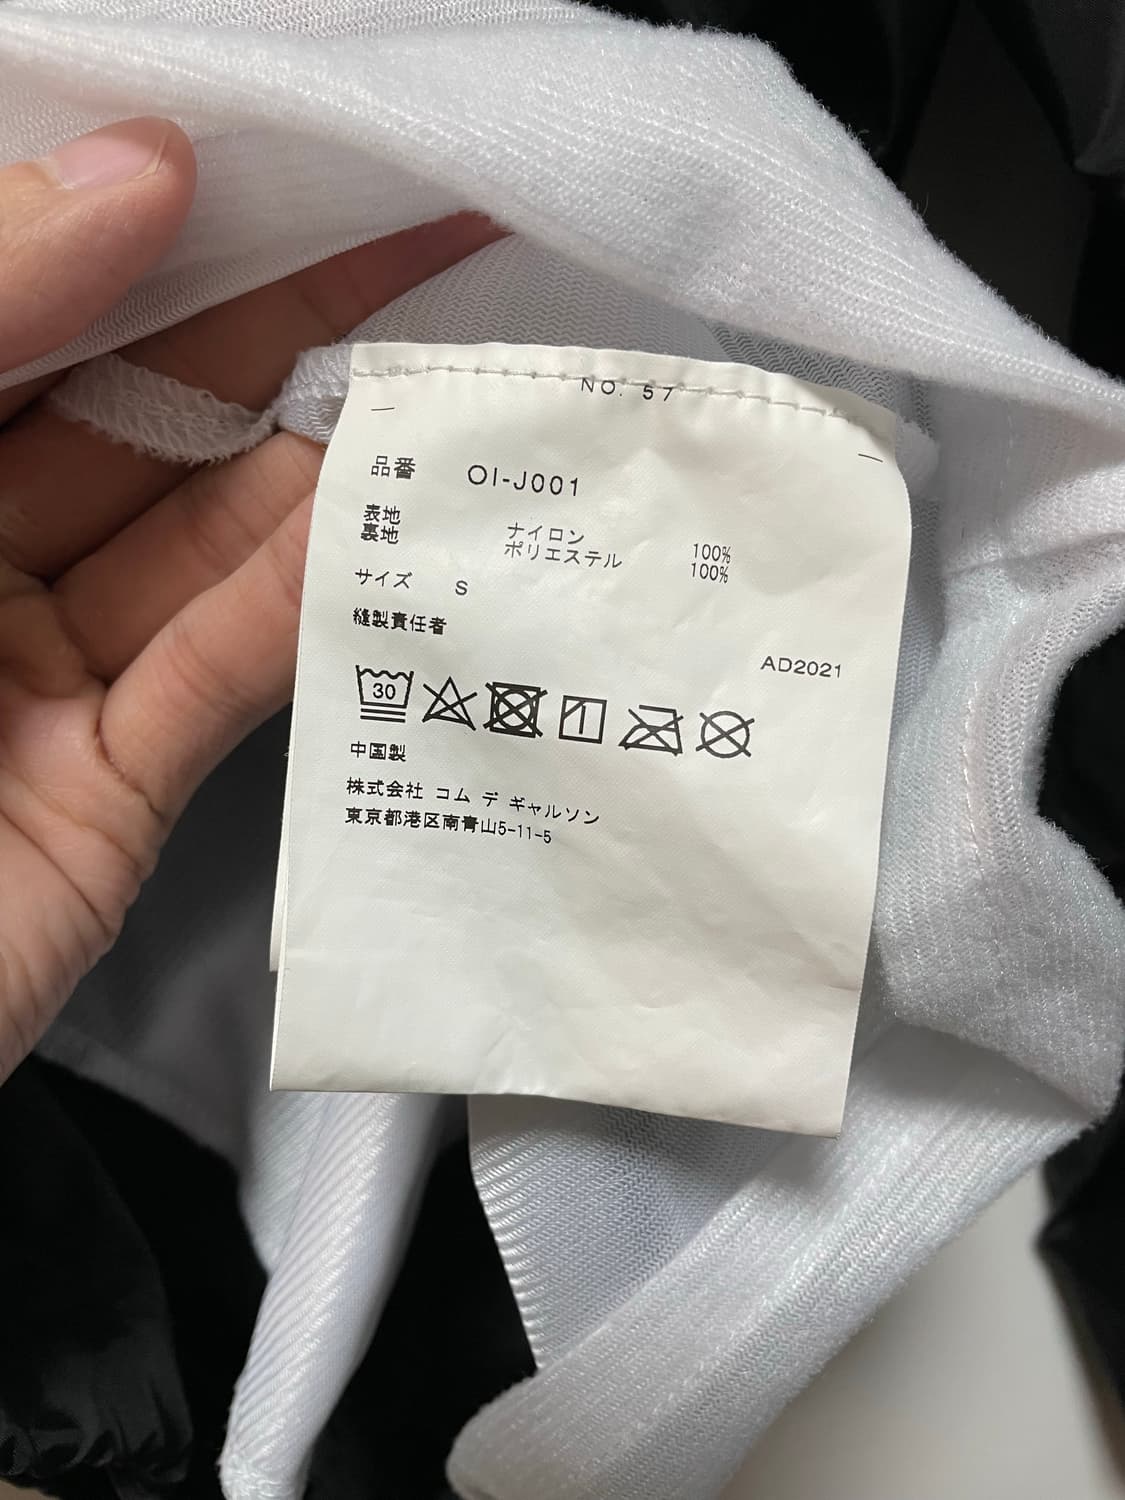 NO. 57
品番 OI-J001
表地 ナイロン 100%
裏地 ポリエステル 100%
サイズ S
縫製責任者
AD2021
30
中国製
株式会社 コム デ ギャルソン
東京都港区南青山5-11-5